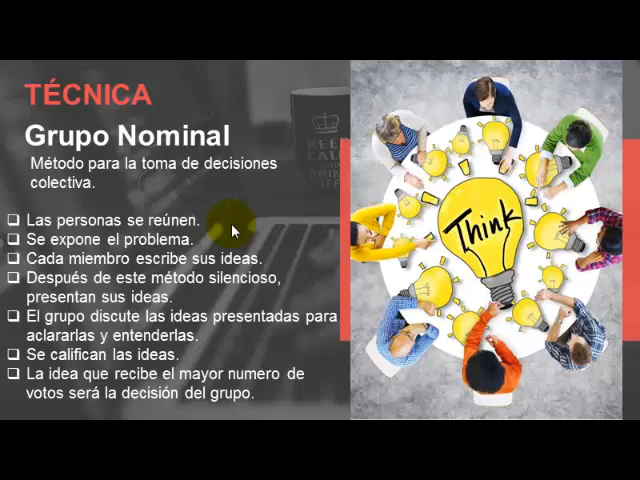 TÉCNICA
Grupo Nominal
Método para la toma de decisiones
colectiva.
❑ Las personas se reúnen.
❑ Se expone el problema.
❑ Cada miembro escribe sus ideas.
❑ Después de este método silencioso,
presentan sus ideas.
❑ El grupo discute las ideas presentadas para
aclararlas y entenderlas.
❑ Se califican las ideas.
❑ La idea que recibe el mayor numero de
votos será la decisión del grupo.
KEEP
CALM
AND
Think